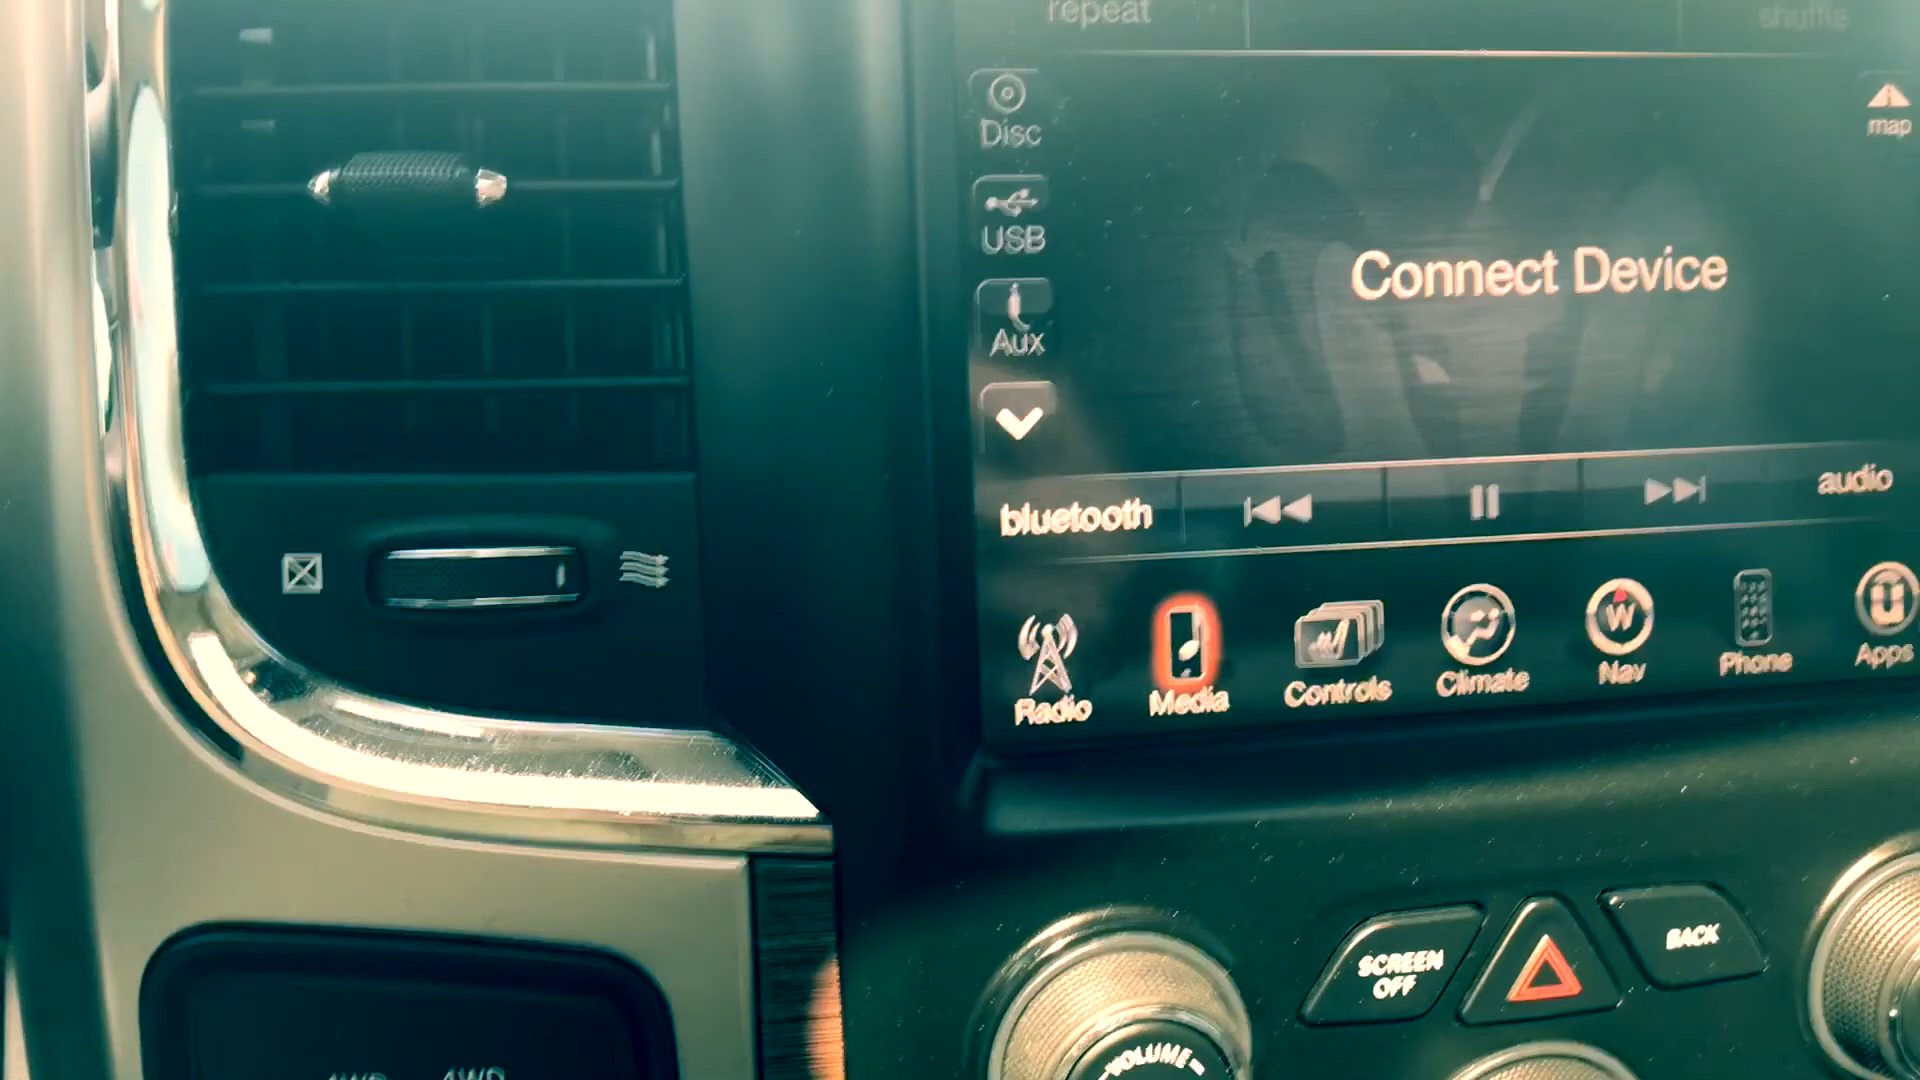 repeat
shuffle
Disc
map
USB
Connect Device
Aux
bluetooth
audio
Radio
Media
Controls
Climate
W
Nav
Phone
Apps
SCREEN
OFF
BACK
VOLUME
4WD 4WD